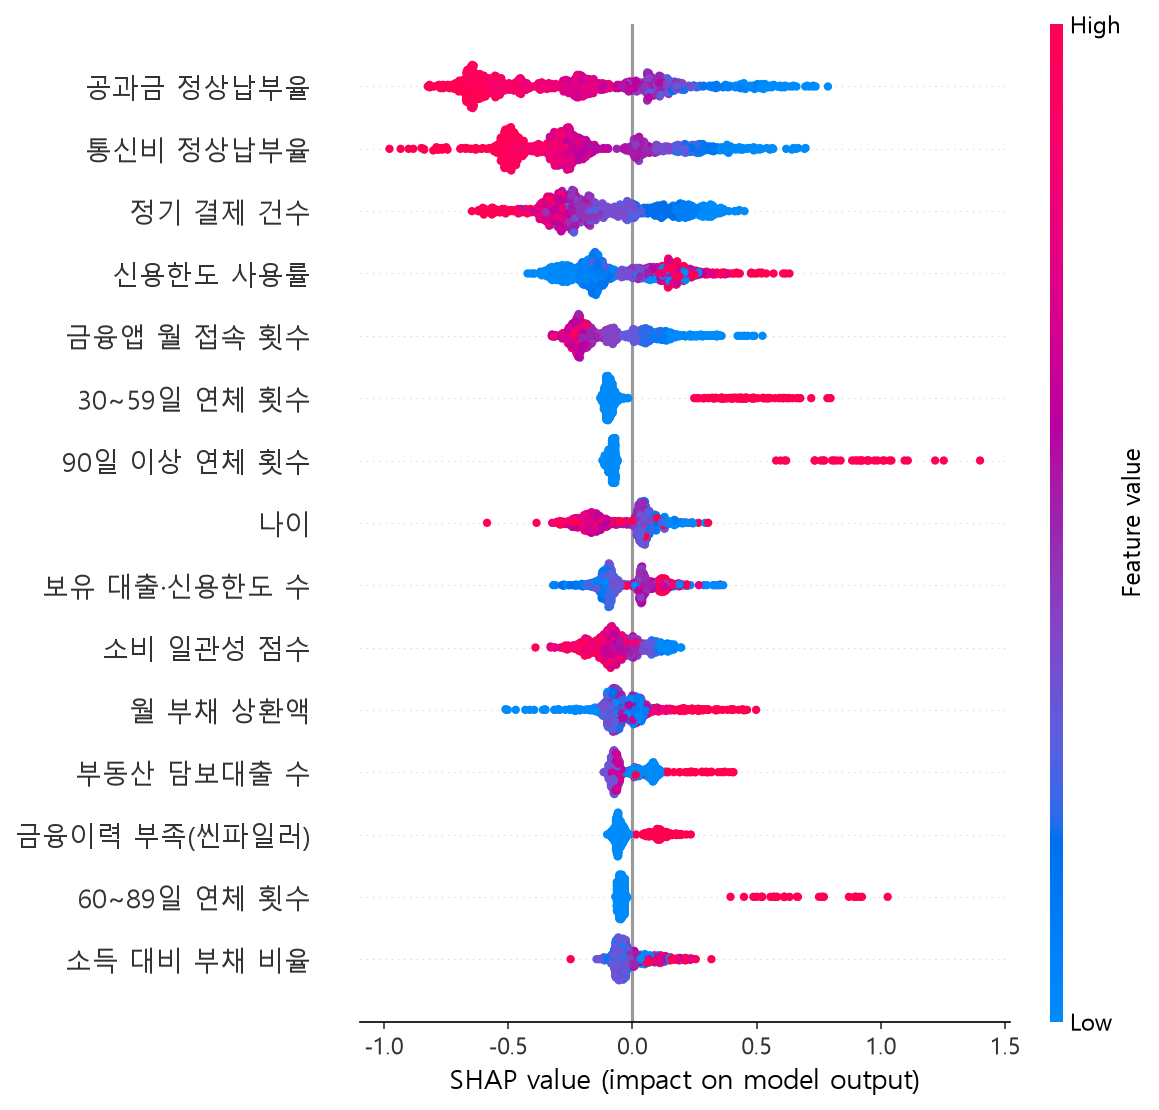 High
공과금 정상납부율
통신비 정상납부율
정기 결제 건수
신용한도 사용률
금융앱 월 접속 횟수
30~59일 연체 횟수
90일 이상 연체 횟수
나이
보유 대출·신용한도 수
소비 일관성 점수
월 부채 상환액
부동산 담보대출 수
금융이력 부족(씬파일러)
60~89일 연체 횟수
소득 대비 부채 비율
Feature value
Low
-1.0 -0.5 0.0 0.5 1.0 1.5
SHAP value (impact on model output)